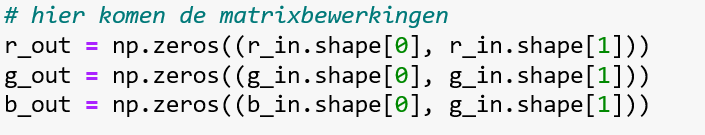 # hier komen de matrixbewerkingen
r_out = np.zeros((r_in.shape[0], r_in.shape[1]))
g_out = np.zeros((g_in.shape[0], g_in.shape[1]))
b_out = np.zeros((b_in.shape[0], g_in.shape[1]))